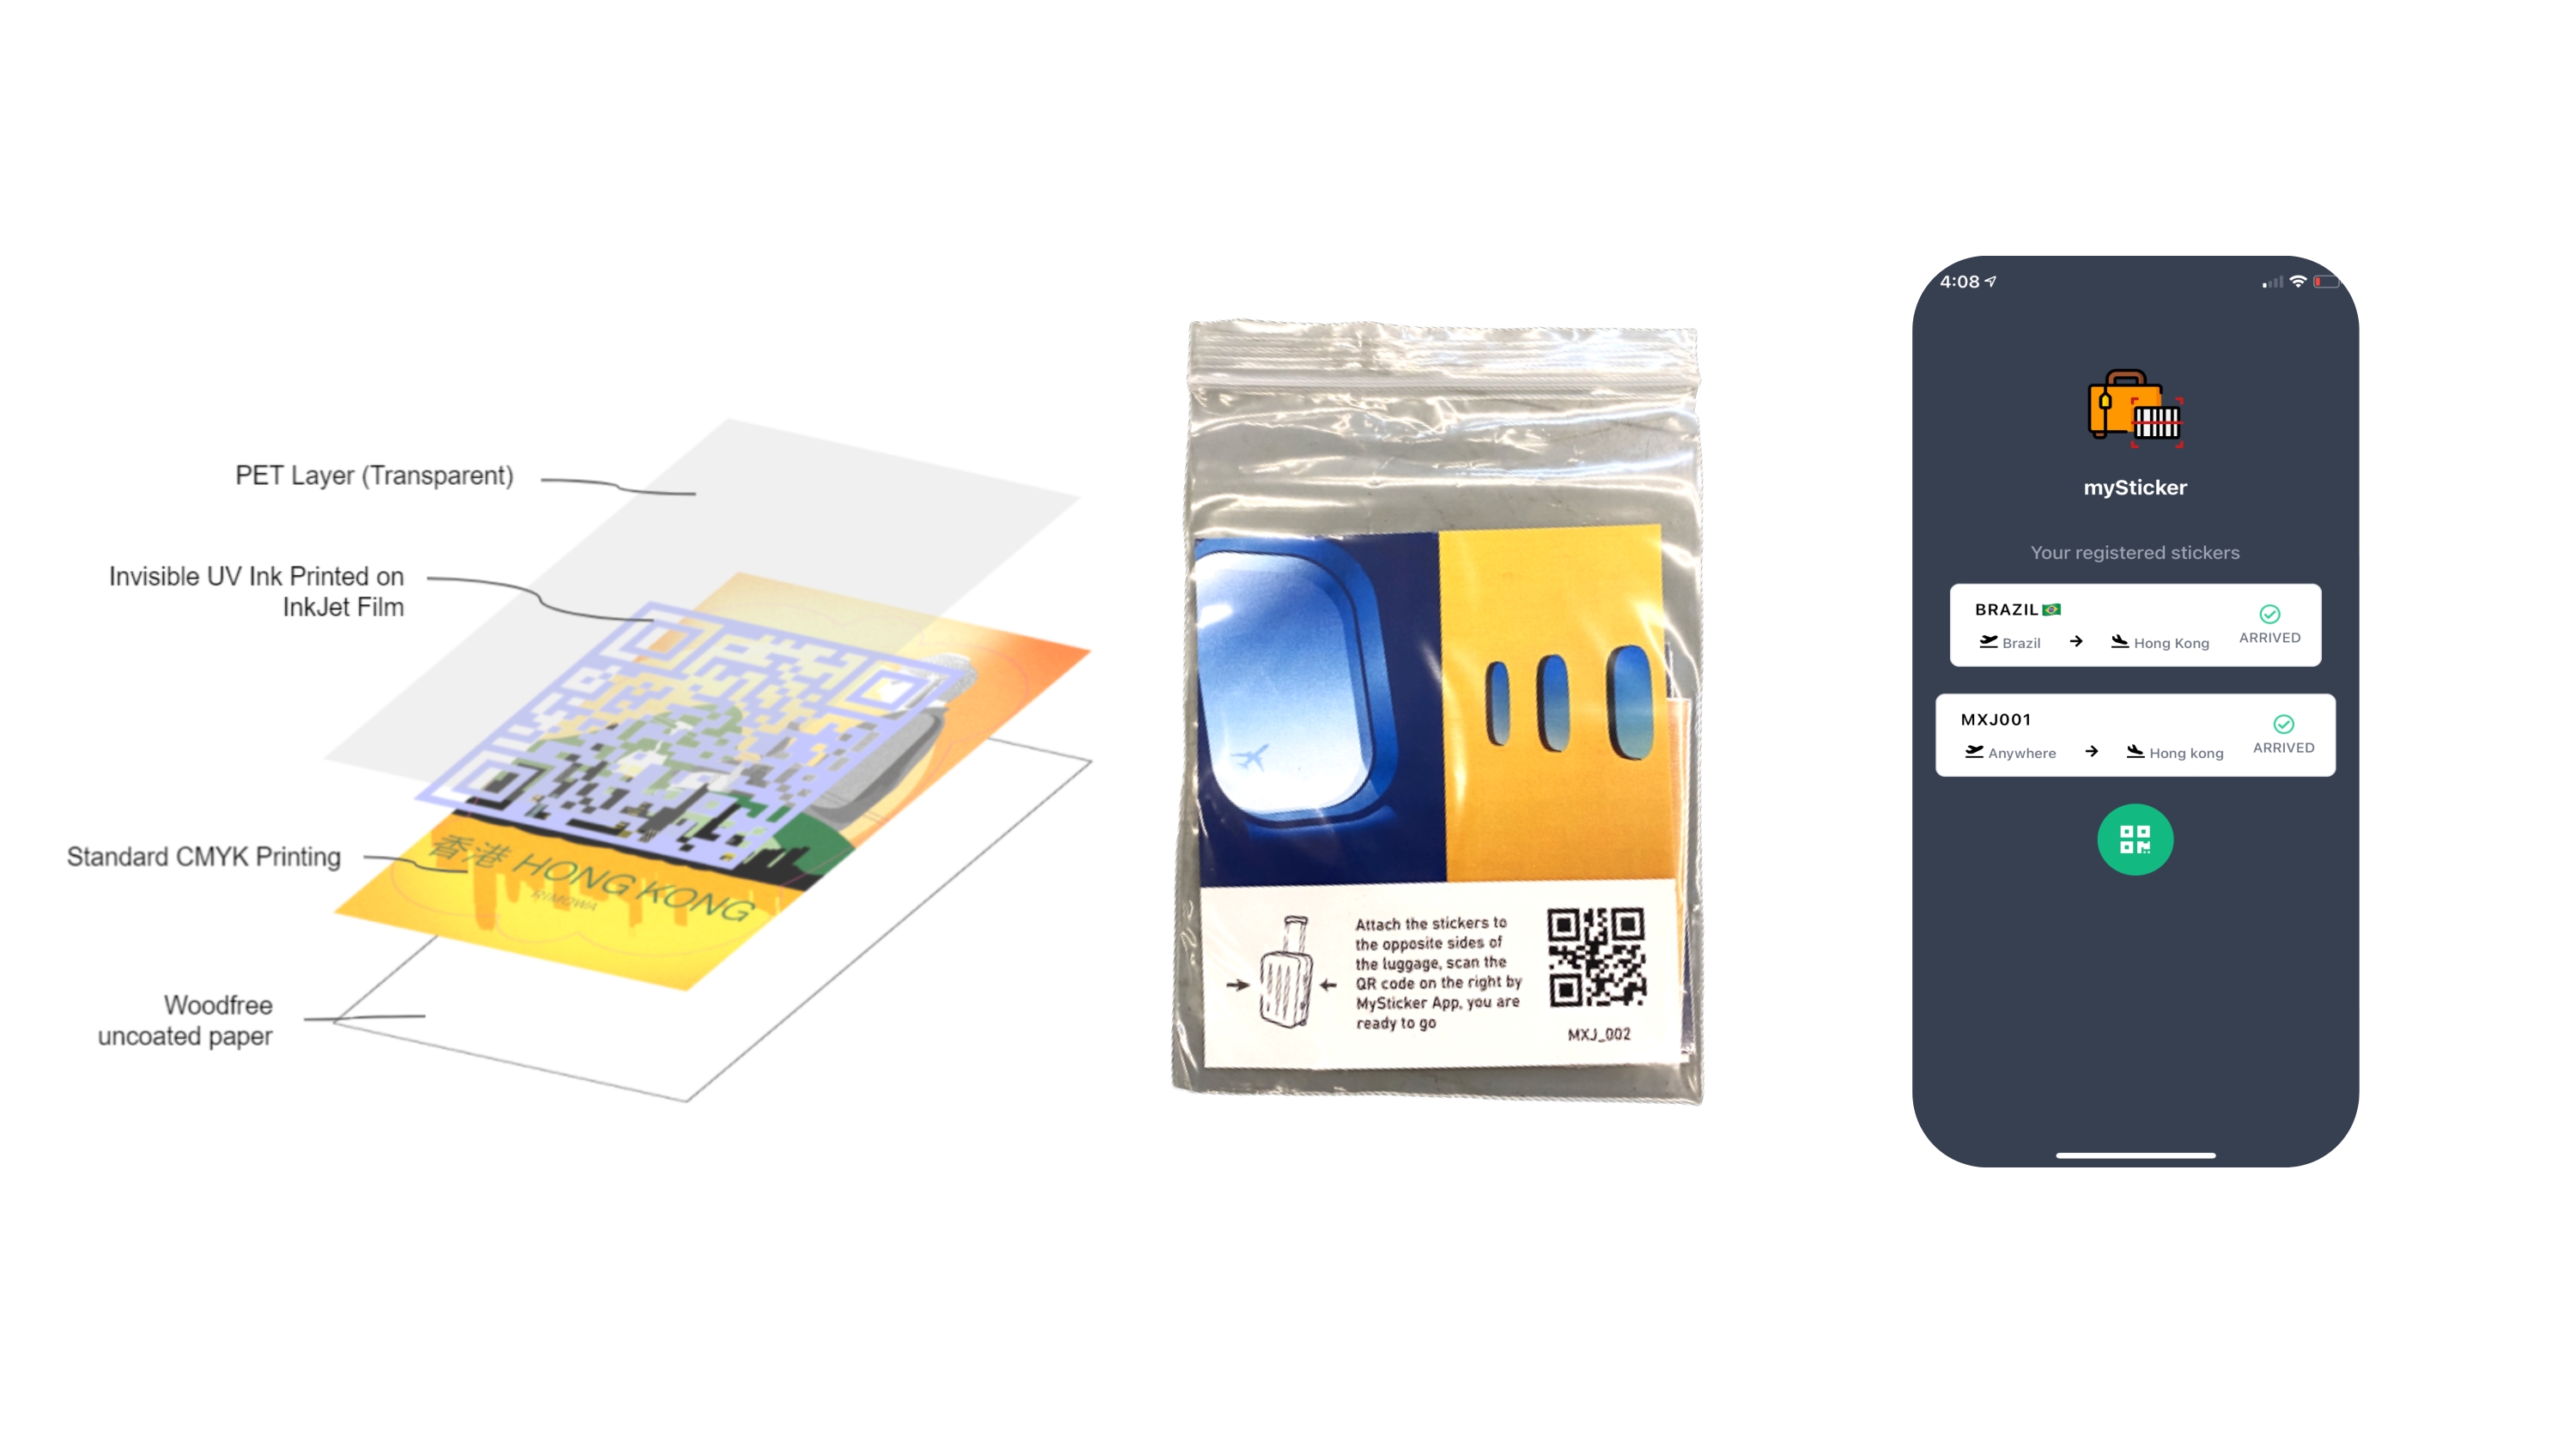 PET Layer (Transparent)
Invisible UV Ink Printed on
InkJet Film
Standard CMYK Printing
香港 HONG KONG
RIMOWA
Woodfree
uncoated paper
Attach the stickers to
the opposite sides of
the luggage, scan the
QR code on the right by
MySticker App, you are
ready to go
MXJ_002
4:08
mySticker
Your registered stickers
BRAZIL🇧🇷
Brazil → Hong Kong
ARRIVED
MXJ001
Anywhere → Hong kong
ARRIVED